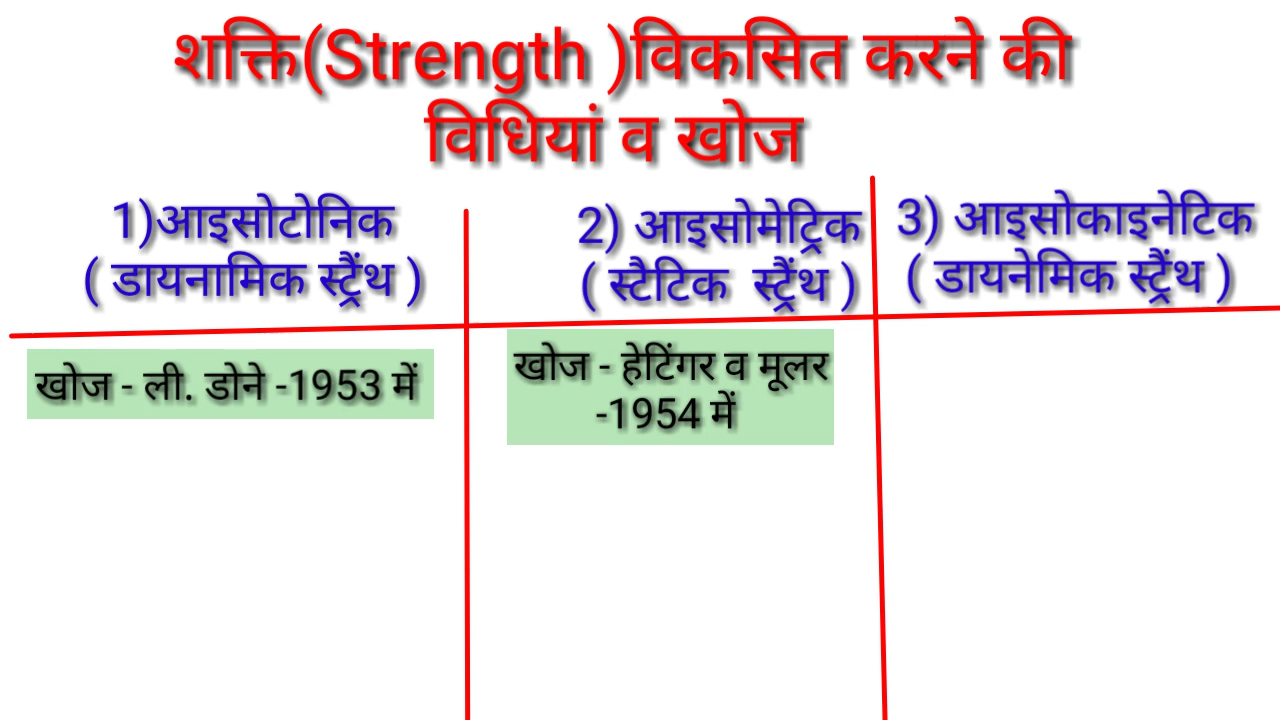 शक्ति(Strength )विकसित करने की
विधियां व खोज
1)आइसोटोनिक
( डायनामिक स्ट्रैंथ )
2) आइसोमेट्रिक
( स्टैटिक स्ट्रैंथ )
3) आइसोकाइनेटिक
( डायनेमिक स्ट्रैंथ )
खोज - ली. डोने -1953 में
खोज - हेटिंगर व मूलर
-1954 में